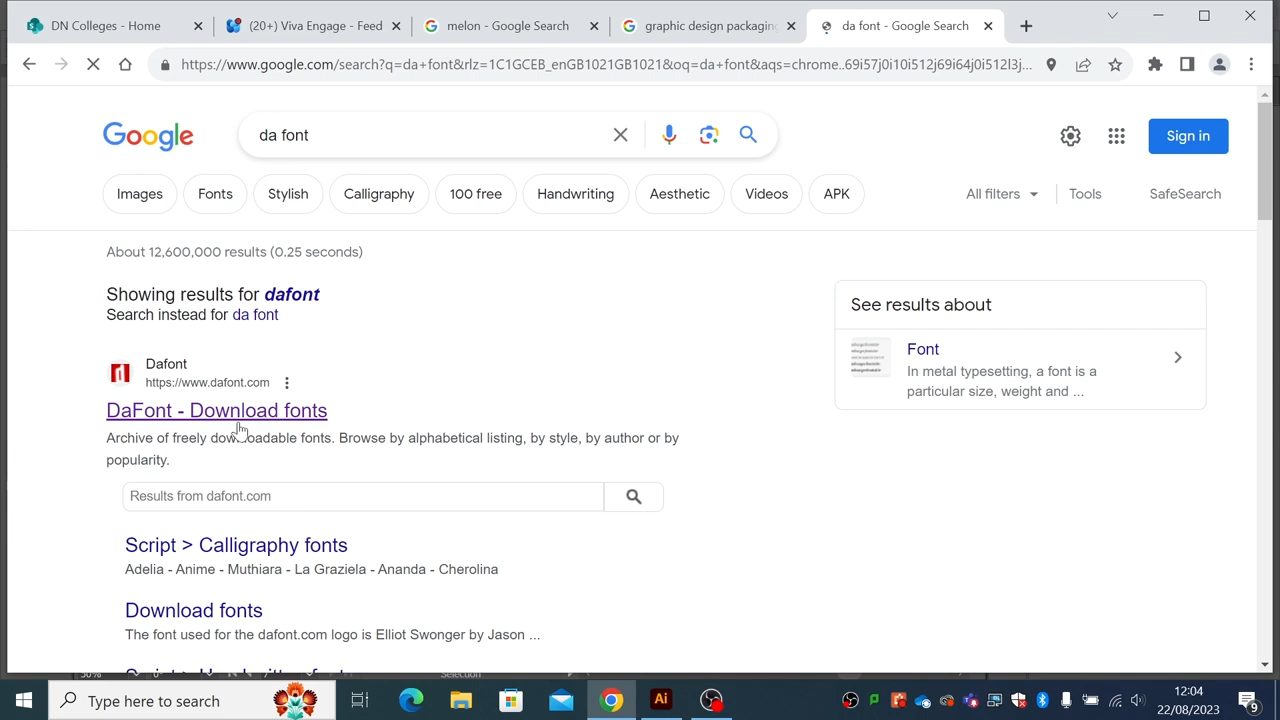 DN Colleges - Home
(20+) Viva Engage - Feed
melon - Google Search
graphic design packaging
da font - Google Search
https://www.google.com/search?q=da+font&rlz=1C1GCEB_enGB1021GB1021&oq=da+font&aqs=chrome..69i57j0i10i512j69i64j0i512l3j...
Google
da font
Sign in
Images
Fonts
Stylish
Calligraphy
100 free
Handwriting
Aesthetic
Videos
APK
All filters
Tools
SafeSearch
About 12,600,000 results (0.25 seconds)
Showing results for dafont
Search instead for da font
See results about
Font
In metal typesetting, a font is a
particular size, weight and ...
Dafont
https://www.dafont.com
DaFont - Download fonts
Archive of freely downloadable fonts. Browse by alphabetical listing, by style, by author or by
popularity.
Results from dafont.com
Script > Calligraphy fonts
Adelia - Anime - Muthiara - La Graziela - Ananda - Cherolina
Download fonts
The font used for the dafont.com logo is Elliot Swonger by Jason ...
Selection
Type here to search
Ai
12:04
22/08/2023
9